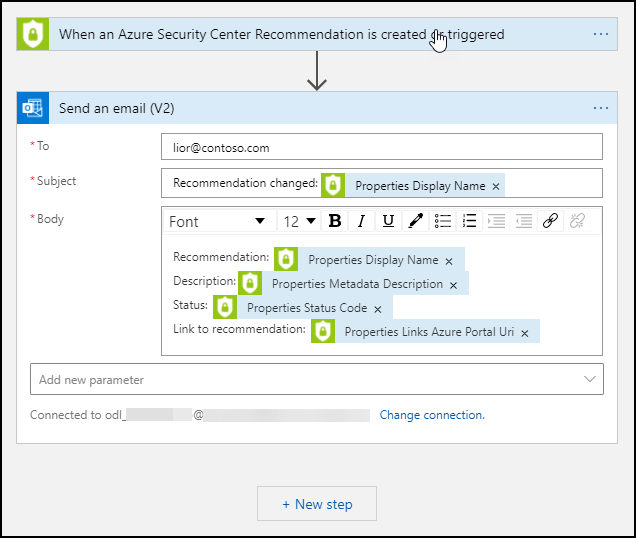 When an Azure Security Center Recommendation is created or triggered
Send an email (V2)
* To
lior@contoso.com
* Subject
Recommendation changed: Properties Display Name ×
* Body
Font 12 B I U
Recommendation: Properties Display Name ×
Description: Properties Metadata Description ×
Status: Properties Status Code ×
Link to recommendation: Properties Links Azure Portal Uri ×
Add new parameter
Connected to odl_ @ Change connection.
+ New step